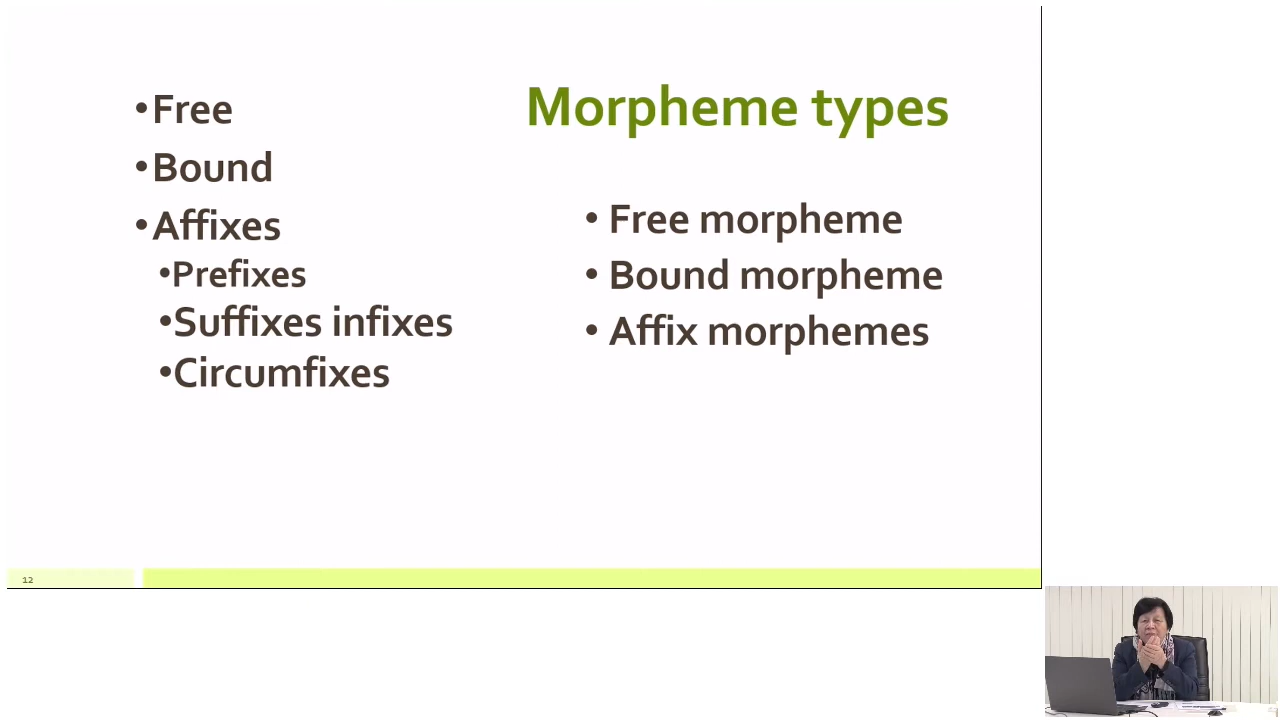 Morpheme types
•Free
•Bound
•Affixes
•Prefixes
•Suffixes infixes
•Circumfixes
• Free morpheme
• Bound morpheme
• Affix morphemes
12